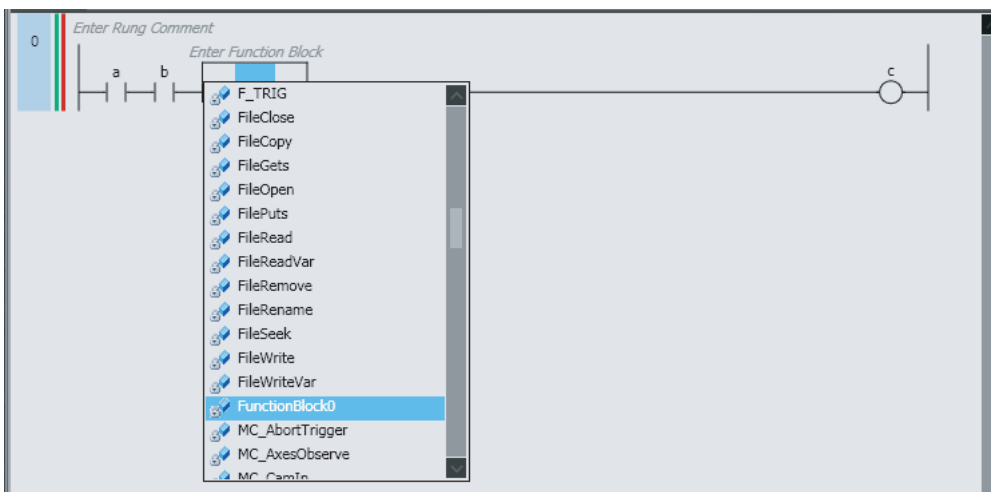 0
Enter Rung Comment
Enter Function Block
a b c
F_TRIG
FileClose
FileCopy
FileGets
FileOpen
FilePuts
FileRead
FileReadVar
FileRemove
FileRename
FileSeek
FileWrite
FileWriteVar
FunctionBlock0
MC_AbortTrigger
MC_AxesObserve
MC_CamIn